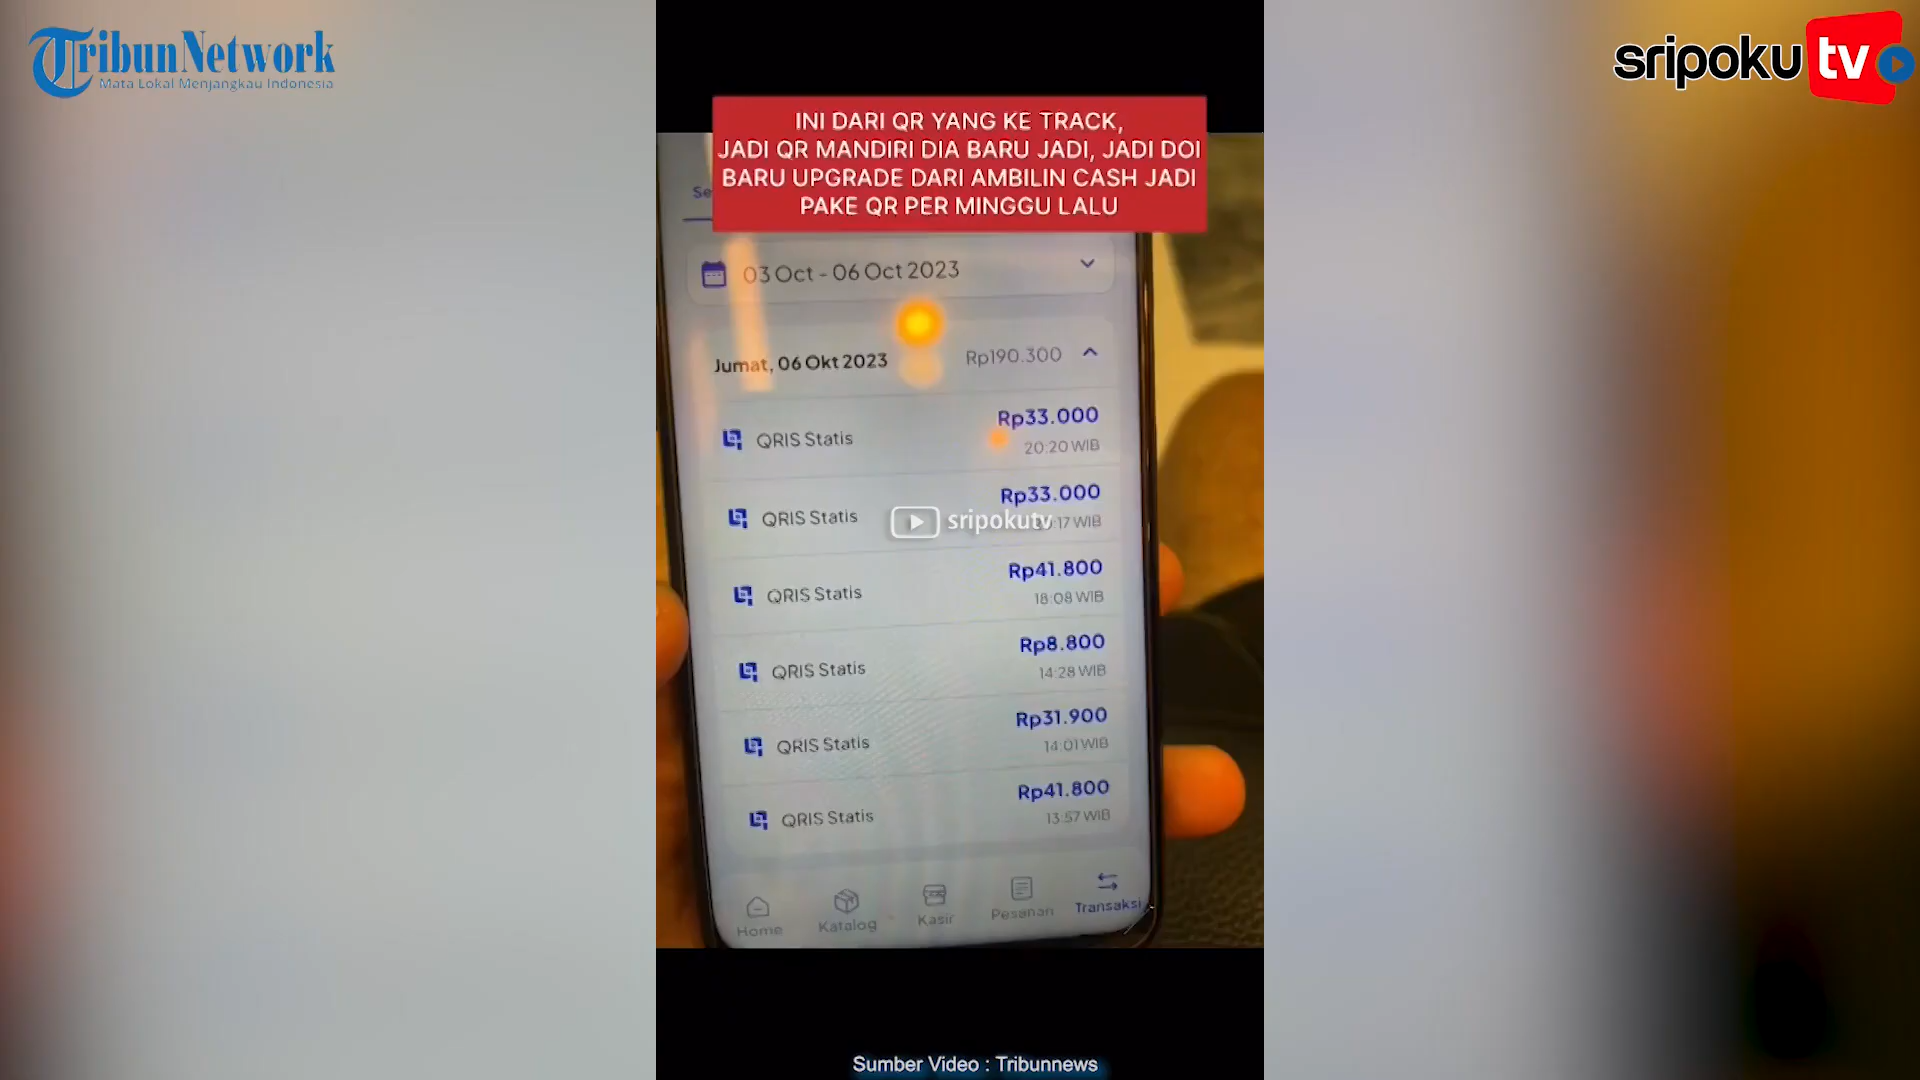 TribunNetwork
Mata Lokal Menjangkau Indonesia
sripoku tv
INI DARI QR YANG KE TRACK,
JADI QR MANDIRI DIA BARU JADI, JADI DOI
BARU UPGRADE DARI AMBILIN CASH JADI
PAKE QR PER MINGGU LALU
03 Oct - 06 Oct 2023
Jumat, 06 Okt 2023 Rp190.300
Rp33.000
QRIS Statis
20:20 WIB
Rp33.000
QRIS Statis
:17 WIB
sripokutv
Rp41.800
QRIS Statis
18:08 WIB
Rp8.800
QRIS Statis
14:28 WIB
Rp31.900
QRIS Statis
14:01 WIB
Rp41.800
QRIS Statis
13:57 WIB
Home Katalog Kasir Pesanan Transaksi
Sumber Video : Tribunnews